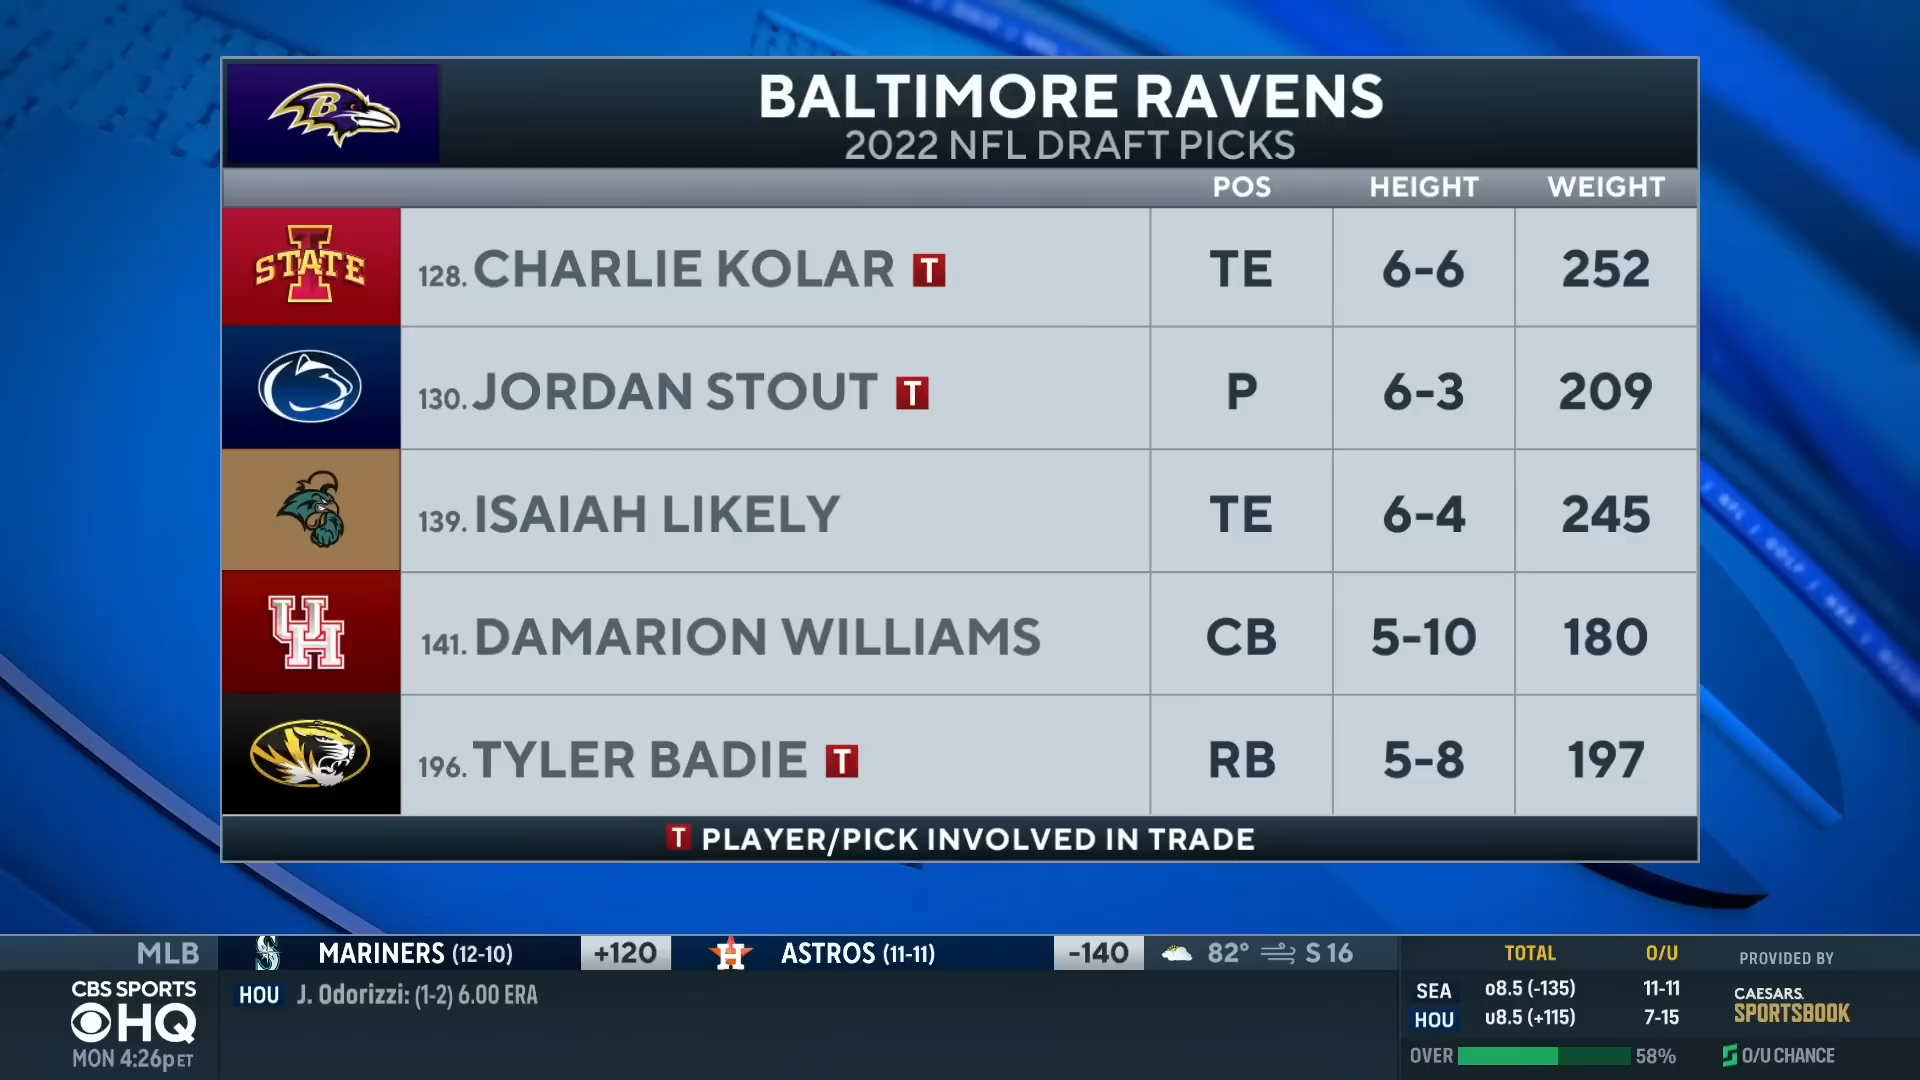 BALTIMORE RAVENS
2022 NFL DRAFT PICKS
POS HEIGHT WEIGHT
I STATE 128. CHARLIE KOLAR T TE 6-6 252
130. JORDAN STOUT T P 6-3 209
139. ISAIAH LIKELY TE 6-4 245
UH 141. DAMARION WILLIAMS CB 5-10 180
196. TYLER BADIE T RB 5-8 197
T PLAYER/PICK INVOLVED IN TRADE
MLB S MARINERS (12-10) +120 H ASTROS (11-11) -140 82° S 16
HOU J. Odorizzi: (1-2) 6.00 ERA
CBS SPORTS
HQ
MON 4:26p ET
TOTAL O/U
SEA o8.5 (-135) 11-11
HOU u8.5 (+115) 7-15
OVER 58%
PROVIDED BY
CAESARS
SPORTSBOOK
O/U CHANCE